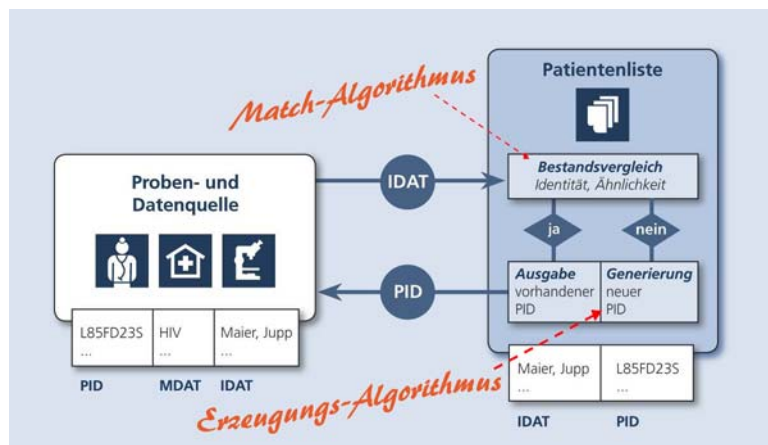 Patientenliste
Match-Algorithmus
Bestandsvergleich
Identität, Ähnlichkeit
Proben- und
Datenquelle
IDAT
ja
nein
Ausgabe
vorhandener
PID
Generierung
neuer
PID
PID
L85FD23S
...
HIV
...
Maier, Jupp
...
PID
MDAT
IDAT
Erzeugungs-Algorithmus
Maier, Jupp
...
L85FD23S
...
IDAT
PID